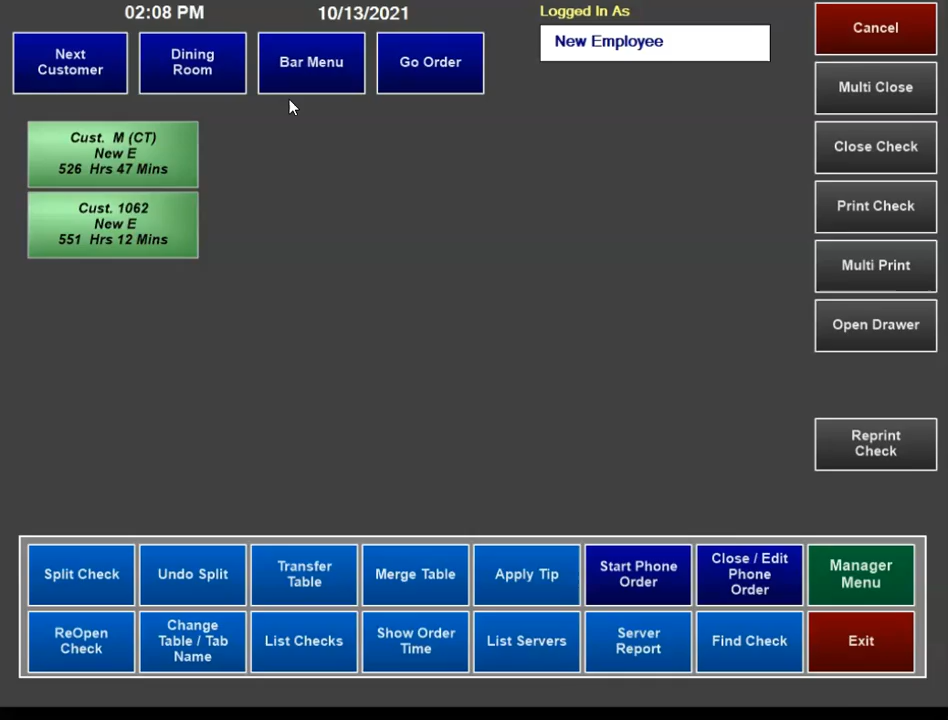 02:08 PM
10/13/2021
Logged In As
New Employee
Cancel
Next
Customer
Dining
Room
Bar Menu
Go Order
Multi Close
Cust.  M (CT)
New E
526  Hrs 47 Mins
Close Check
Cust. 1062
New E
551  Hrs 12 Mins
Print Check
Multi Print
Open Drawer
Reprint
Check
Split Check
Undo Split
Transfer
Table
Merge Table
Apply Tip
Start Phone
Order
Close / Edit
Phone
Order
Manager
Menu
ReOpen
Check
Change
Table / Tab
Name
List Checks
Show Order
Time
List Servers
Server
Report
Find Check
Exit